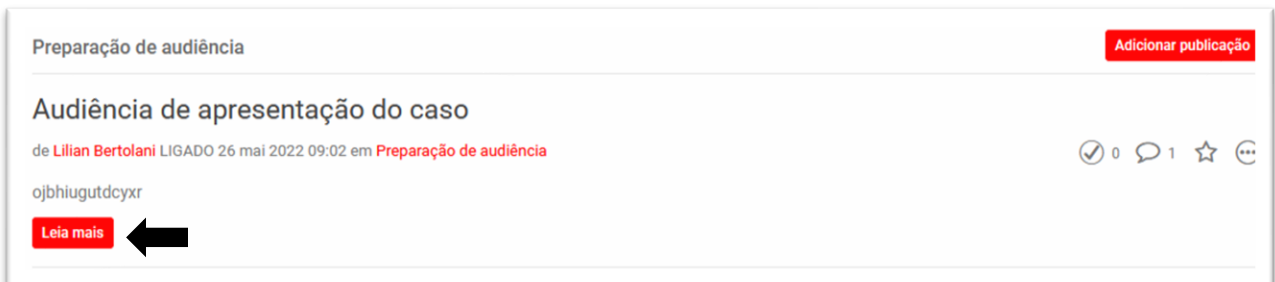 Preparação de audiência
Adicionar publicação
Audiência de apresentação do caso
de Lilian Bertolani LIGADO 26 mai 2022 09:02 em Preparação de audiência
0 1
ojbhiugutdcyxr
Leia mais